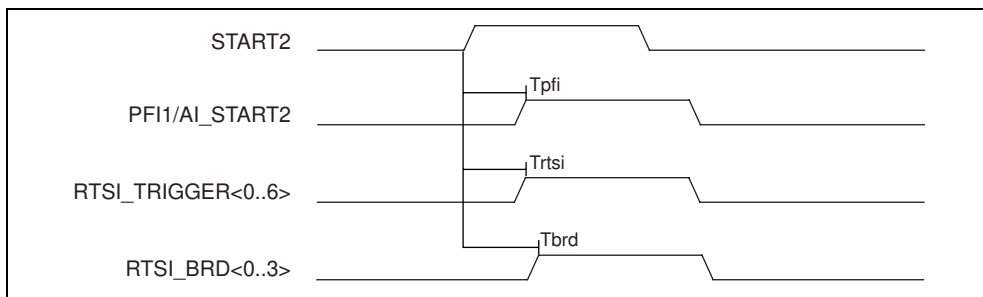 START2
Tpfi
PFI1/AI_START2
Trtsi
RTSI_TRIGGER<0..6>
Tbrd
RTSI_BRD<0..3>